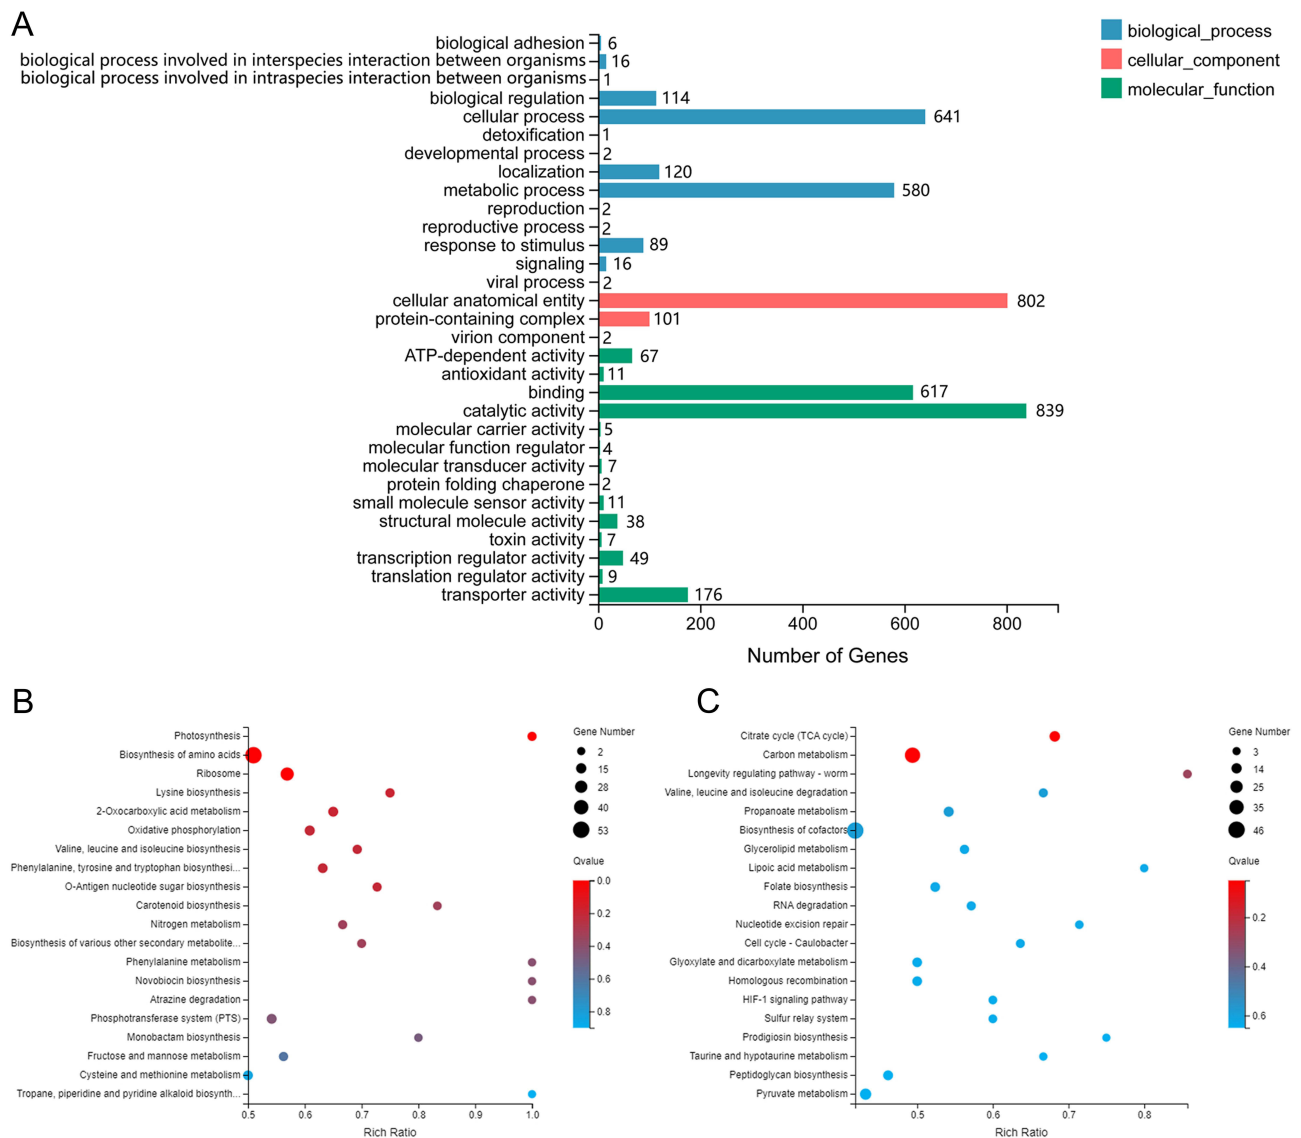 A
biological_process
cellular_component
molecular_function
biological adhesion 6
biological process involved in interspecies interaction between organisms 16
biological process involved in intraspecies interaction between organisms 1
biological regulation 114
cellular process 641
detoxification 1
developmental process 2
localization 120
metabolic process 580
reproduction 2
reproductive process 2
response to stimulus 89
signaling 16
viral process 2
cellular anatomical entity 802
protein-containing complex 101
virion component 2
ATP-dependent activity 67
antioxidant activity 11
binding 617
catalytic activity 839
molecular carrier activity 5
molecular function regulator 4
molecular transducer activity 7
protein folding chaperone 2
small molecule sensor activity 11
structural molecule activity 38
toxin activity 7
transcription regulator activity 49
translation regulator activity 9
transporter activity 176
0 200 400 600 800
Number of Genes
B
Photosynthesis
Biosynthesis of amino acids
Ribosome
Lysine biosynthesis
2-Oxocarboxylic acid metabolism
Oxidative phosphorylation
Valine, leucine and isoleucine biosynthesis
Phenylalanine, tyrosine and tryptophan biosynthesi...
O-Antigen nucleotide sugar biosynthesis
Carotenoid biosynthesis
Nitrogen metabolism
Biosynthesis of various other secondary metabolite...
Phenylalanine metabolism
Novobiocin biosynthesis
Atrazine degradation
Phosphotransferase system (PTS)
Monobactam biosynthesis
Fructose and mannose metabolism
Cysteine and methionine metabolism
Tropane, piperidine and pyridine alkaloid biosynth...
0.5 0.6 0.7 0.8 0.9 1.0
Rich Ratio
Gene Number
2
15
28
40
53
Qvalue
0.0
0.2
0.4
0.6
0.8
C
Citrate cycle (TCA cycle)
Carbon metabolism
Longevity regulating pathway - worm
Valine, leucine and isoleucine degradation
Propanoate metabolism
Biosynthesis of cofactors
Glycerolipid metabolism
Lipoic acid metabolism
Folate biosynthesis
RNA degradation
Nucleotide excision repair
Cell cycle - Caulobacter
Glyoxylate and dicarboxylate metabolism
Homologous recombination
HIF-1 signaling pathway
Sulfur relay system
Prodigiosin biosynthesis
Taurine and hypotaurine metabolism
Peptidoglycan biosynthesis
Pyruvate metabolism
0.5 0.6 0.7 0.8
Rich Ratio
Gene Number
3
14
25
35
46
Qvalue
0.2
0.4
0.6